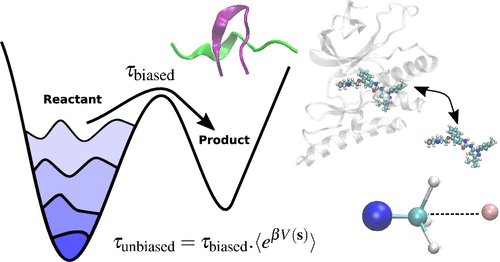 τbiased
Reactant
Product
τunbiased = τbiased.⟨e^βV(s)⟩